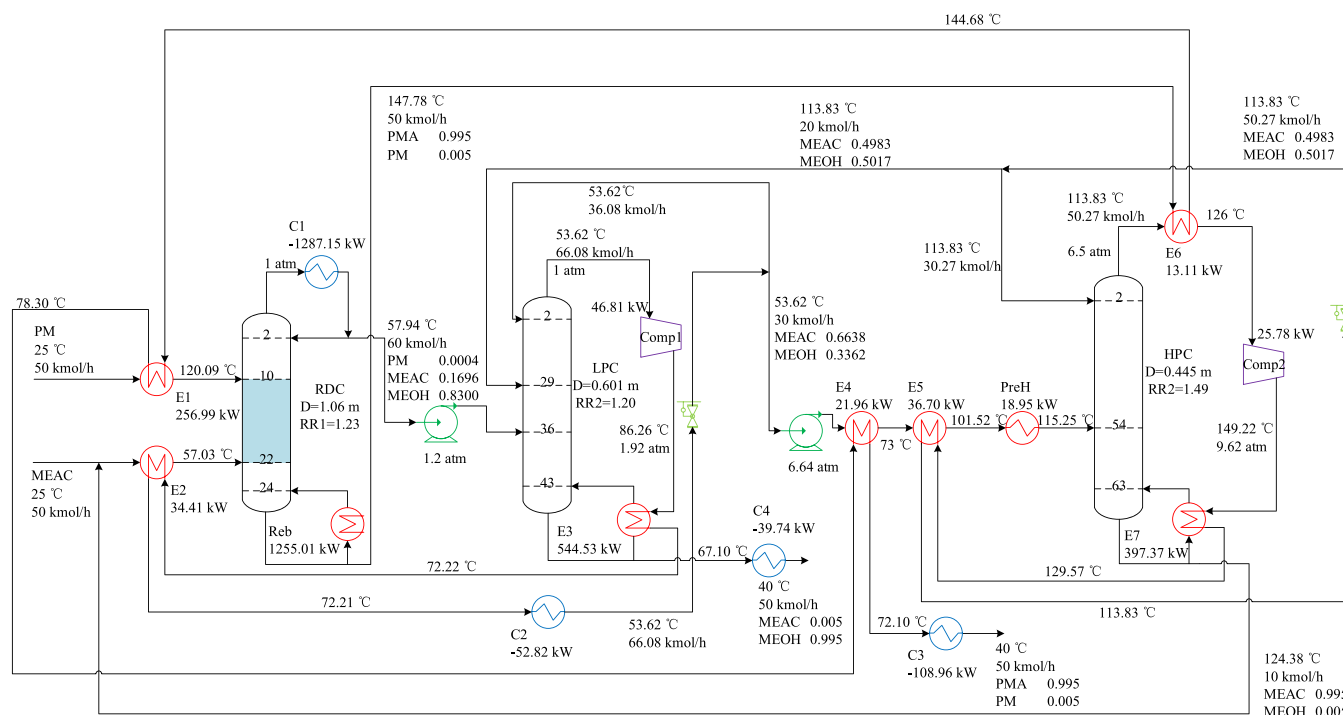 144.68 ℃
147.78 ℃
50 kmol/h
PMA 0.995
PM 0.005
113.83 ℃
20 kmol/h
MEAC 0.4983
MEOH 0.5017
113.83 ℃
50.27 kmol/h
MEAC 0.4983
MEOH 0.5017
53.62℃
36.08 kmol/h
113.83 ℃
50.27 kmol/h
126 ℃
E6
13.11 kW
6.5 atm
C1
-1287.15 kW
1 atm
53.62 ℃
66.08 kmol/h
1 atm
113.83 ℃
30.27 kmol/h
78.30 ℃
PM
25 ℃
50 kmol/h
120.09 ℃
E1
256.99 kW
2
10
22
24
RDC
D=1.06 m
RR1=1.23
57.94 ℃
60 kmol/h
PM 0.0004
MEAC 0.1696
MEOH 0.8300
1.2 atm
46.81 kW
Comp1
2
29
36
43
LPC
D=0.601 m
RR2=1.20
86.26 ℃
1.92 atm
53.62 ℃
30 kmol/h
MEAC 0.6638
MEOH 0.3362
6.64 atm
E4
21.96 kW
73 ℃
E5
36.70 kW
101.52 ℃
PreH
18.95 kW
115.25 ℃
2
54
63
HPC
D=0.445 m
RR2=1.49
25.78 kW
Comp2
149.22 ℃
9.62 atm
MEAC
25 ℃
50 kmol/h
57.03 ℃
E2
34.41 kW
Reb
1255.01 kW
E3
544.53 kW
67.10 ℃
C4
-39.74 kW
40 ℃
50 kmol/h
MEAC 0.005
MEOH 0.995
E7
397.37 kW
129.57 ℃
72.22 ℃
72.21 ℃
C2
-52.82 kW
53.62 ℃
66.08 kmol/h
113.83 ℃
72.10 ℃
C3
-108.96 kW
40 ℃
50 kmol/h
PMA 0.995
PM 0.005
124.38 ℃
10 kmol/h
MEAC 0.995
MEOH 0.005